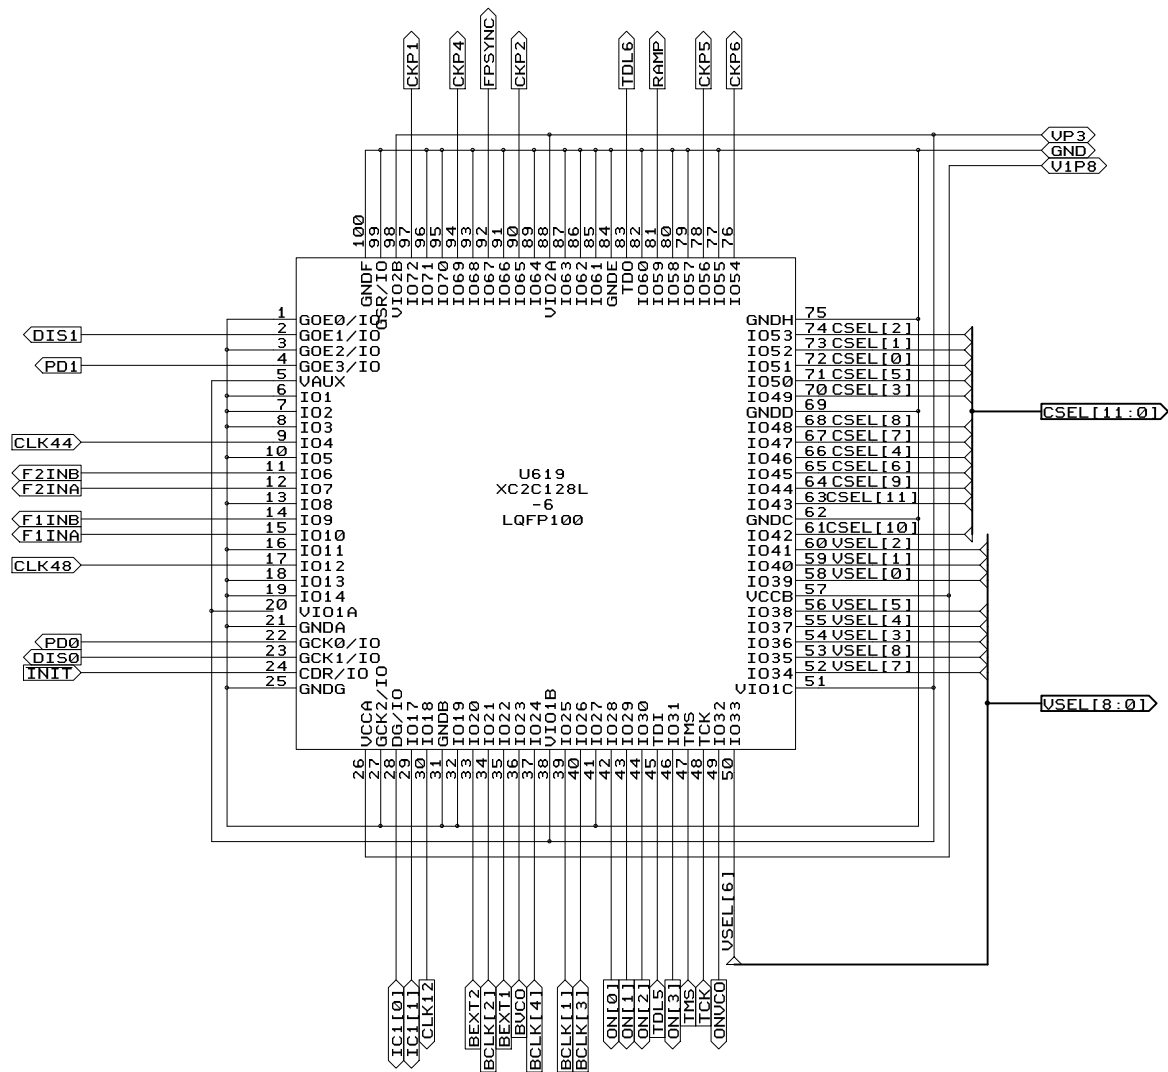 CKP1
CKP4
FPSYNC
CKP2
TDL6
RAMP
CKP5
CKP6
VP3
GND
V1P8
100 99 98 97 96 95 94 93 92 91 90 89 88 87 86 85 84 83 82 81 80 79 78 77 76
GNDF GSR/IO VIO2B IO72 IO71 IO70 IO69 IO68 IO67 IO66 IO65 IO64 VIO2A IO63 IO62 IO61 GNDE TDO IO60 IO59 IO58 IO57 IO56 IO55 IO54
1 GOE0/IO
DIS1 2 GOE1/IO
3 GOE2/IO
PD1 4 GOE3/IO
5 VAUX
6 IO1
7 IO2
8 IO3
CLK44 9 IO4
10 IO5
F2INB 11 IO6
F2INA 12 IO7
13 IO8
F1INB 14 IO9
F1INA 15 IO10
16 IO11
CLK48 17 IO12
18 IO13
19 IO14
20 VIO1A
21 GNDA
PD0 22 GCK0/IO
DIS0 23 GCK1/IO
INIT 24 CDR/IO
25 GNDG
U619
XC2C128L
-6
LQFP100
GNDH 75
IO53 74 CSEL[2]
IO52 73 CSEL[1]
IO51 72 CSEL[0]
IO50 71 CSEL[5]
IO49 70 CSEL[3]
GNDD 69
IO48 68 CSEL[8]
IO47 67 CSEL[7]
IO46 66 CSEL[4]
IO45 65 CSEL[6]
IO44 64 CSEL[9]
IO43 63 CSEL[11]
GNDC 62
IO42 61 CSEL[10]
IO41 60 VSEL[2]
IO40 59 VSEL[1]
IO39 58 VSEL[0]
VCCB 57
IO38 56 VSEL[5]
IO37 55 VSEL[4]
IO36 54 VSEL[3]
IO35 53 VSEL[8]
IO34 52 VSEL[7]
VIO1C 51
CSEL[11:0]
VSEL[8:0]
VCCA GCK2/IO DG/IO IO17 IO18 GNDB IO19 IO20 IO21 IO22 IO23 IO24 VIO1B IO25 IO26 IO27 IO28 IO29 IO30 TDI IO31 TMS TCK IO32 IO33
26 27 28 29 30 31 32 33 34 35 36 37 38 39 40 41 42 43 44 45 46 47 48 49 50
VSEL[6]
IC1[0]
IC1[1]
CLK12
BEXT2
BCLK[2]
BEXT1
BVCO
BCLK[4]
BCLK[1]
BCLK[3]
ON[0]
ON[1]
ON[2]
TDL5
ON[3]
TMS
TCK
ONVCO